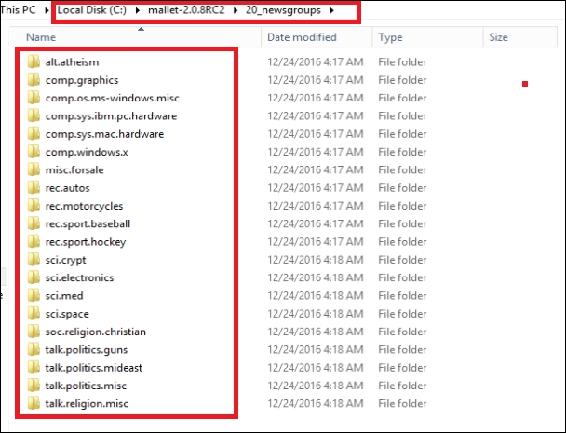 This PC > Local Disk (C:) > mallet-2.0.8RC2 > 20_newsgroups >
Name Date modified Type Size
alt.atheism 12/24/2016 4:17 AM File folder
comp.graphics 12/24/2016 4:17 AM File folder
comp.os.ms-windows.misc 12/24/2016 4:17 AM File folder
comp.sys.ibm.pc.hardware 12/24/2016 4:17 AM File folder
comp.sys.mac.hardware 12/24/2016 4:17 AM File folder
comp.windows.x 12/24/2016 4:17 AM File folder
misc.forsale 12/24/2016 4:17 AM File folder
rec.autos 12/24/2016 4:17 AM File folder
rec.motorcycles 12/24/2016 4:17 AM File folder
rec.sport.baseball 12/24/2016 4:17 AM File folder
rec.sport.hockey 12/24/2016 4:17 AM File folder
sci.crypt 12/24/2016 4:18 AM File folder
sci.electronics 12/24/2016 4:18 AM File folder
sci.med 12/24/2016 4:18 AM File folder
sci.space 12/24/2016 4:18 AM File folder
soc.religion.christian 12/24/2016 4:18 AM File folder
talk.politics.guns 12/24/2016 4:18 AM File folder
talk.politics.mideast 12/24/2016 4:18 AM File folder
talk.politics.misc 12/24/2016 4:18 AM File folder
talk.religion.misc 12/24/2016 4:18 AM File folder